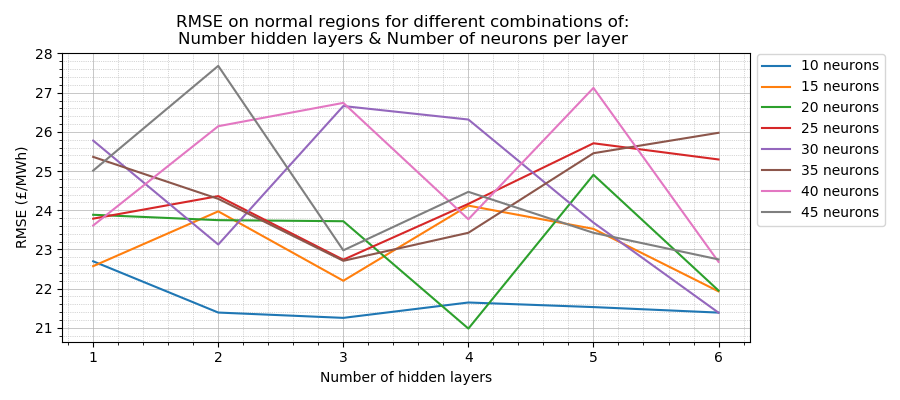 RMSE on normal regions for different combinations of:
Number hidden layers & Number of neurons per layer
28
27
26
25
24
23
22
21
RMSE (£/MWh)
1 2 3 4 5 6
Number of hidden layers
10 neurons
15 neurons
20 neurons
25 neurons
30 neurons
35 neurons
40 neurons
45 neurons